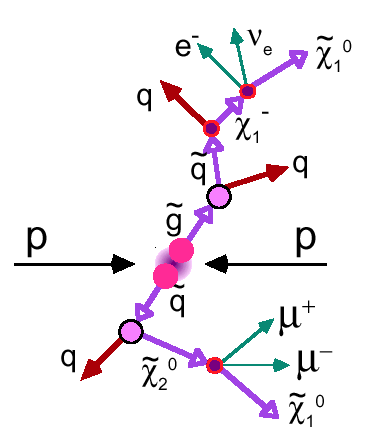 e⁻ νₑ χ̃₁⁰
q χ₁⁻
q̃ q
g̃
p p
q̃
μ⁺
q χ̃₂⁰ μ⁻
χ̃₁⁰